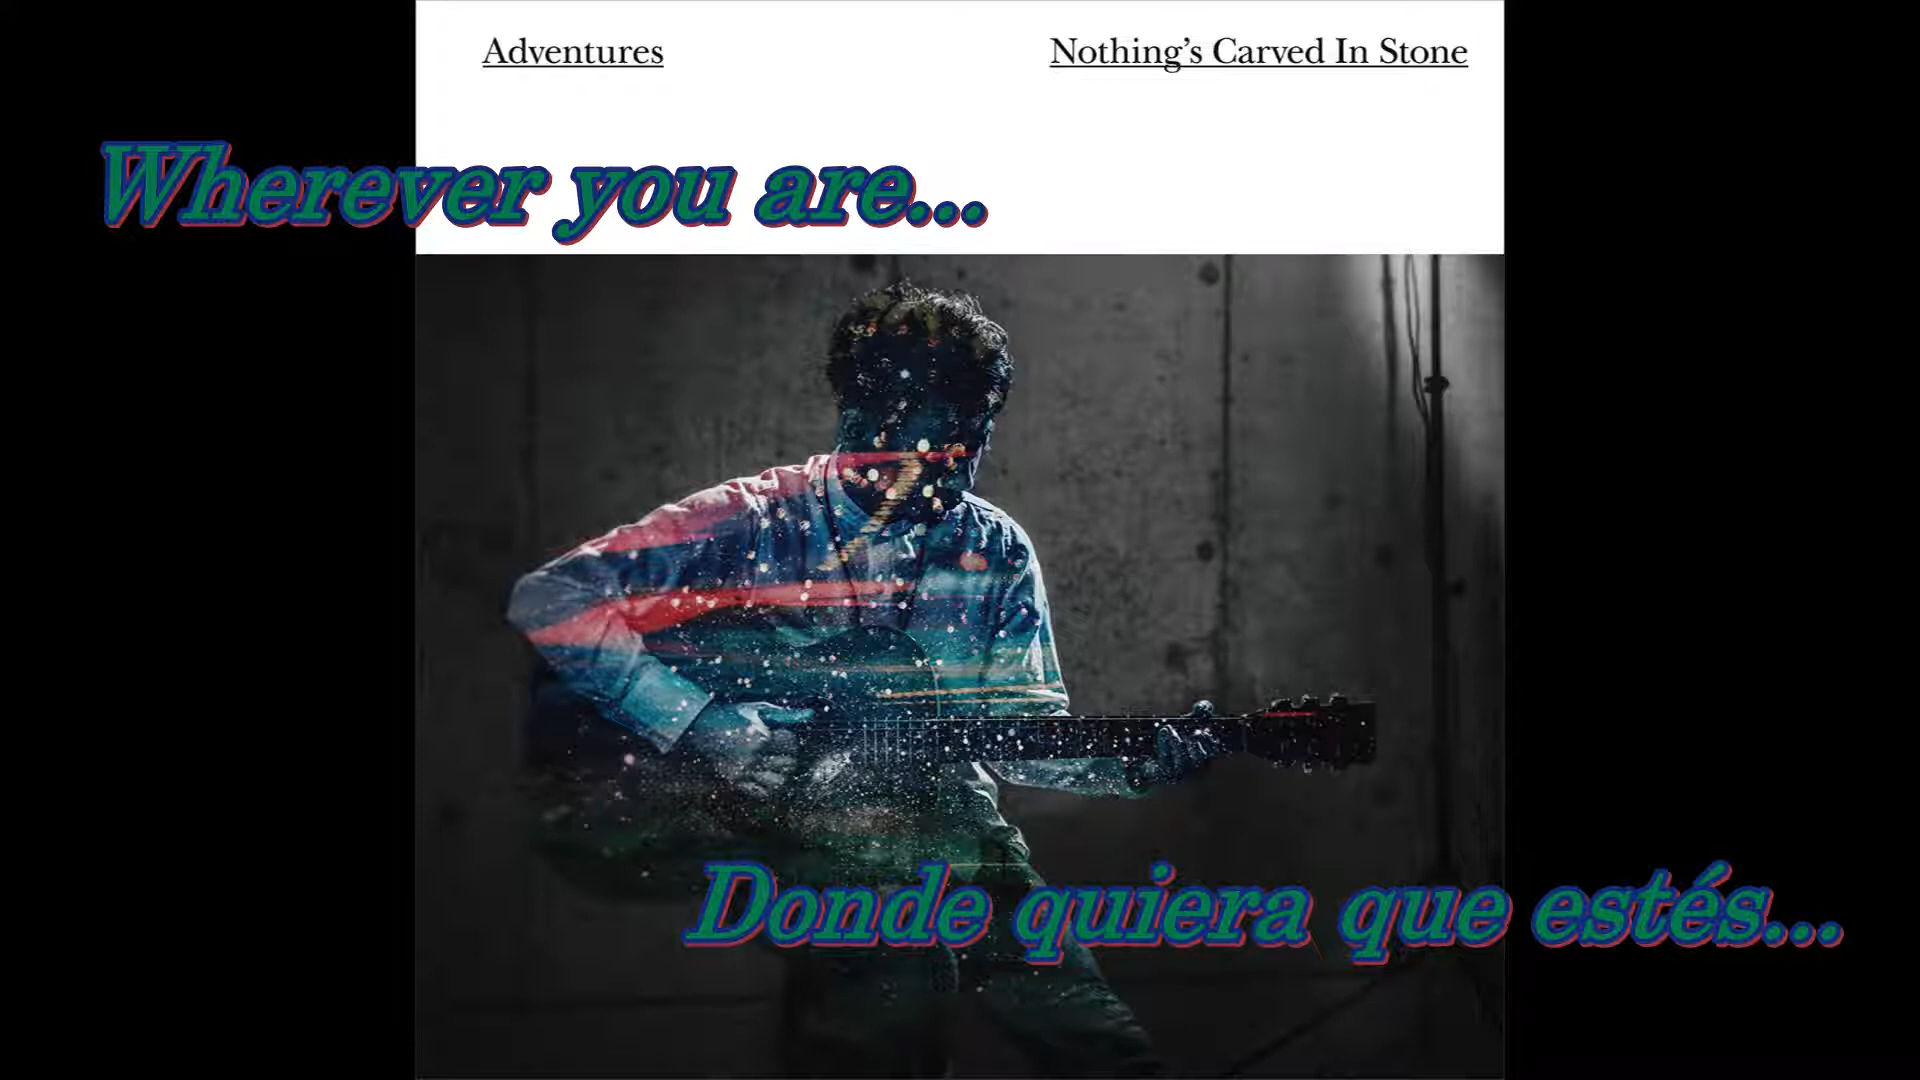 Adventures
Nothing’s Carved In Stone
Wherever you are...
Donde quiera que estés...